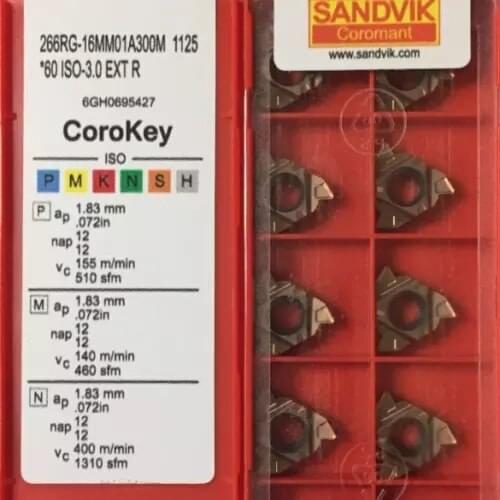 266RG-16MM01A300M 1125
*60 ISO-3.0 EXT R
6GH0695427
CoroKey
ISO
P M K N S H
P ap 1.83 mm
.072in
nap 12
12
vc 155 m/min
510 sfm
M ap 1.83 mm
.072in
nap 12
12
vc 140 m/min
460 sfm
N ap 1.83 mm
.072in
nap 12
12
vc 400 m/min
1310 sfm
SANDVIK
Coromant
www.sandvik.com